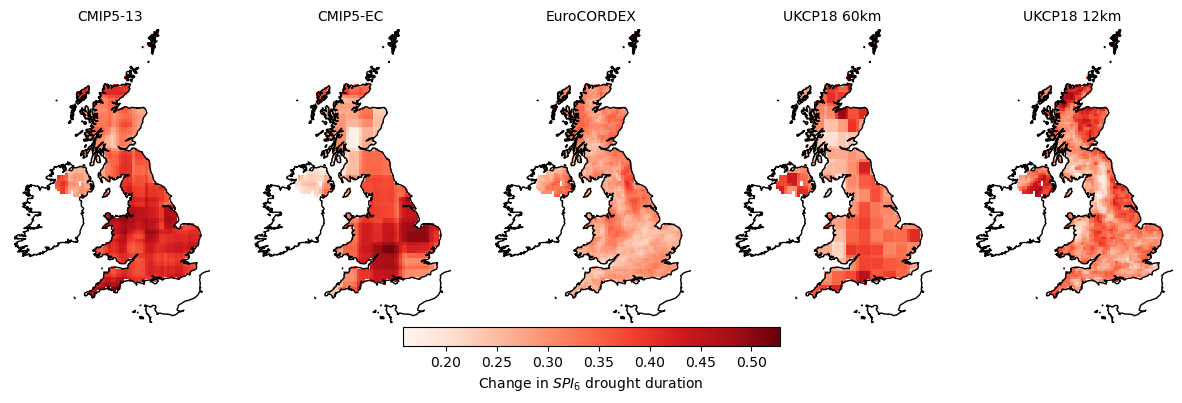 CMIP5-13 CMIP5-EC EuroCORDEX UKCP18 60km UKCP18 12km
0.20 0.25 0.30 0.35 0.40 0.45 0.50
Change in SPI₆ drought duration